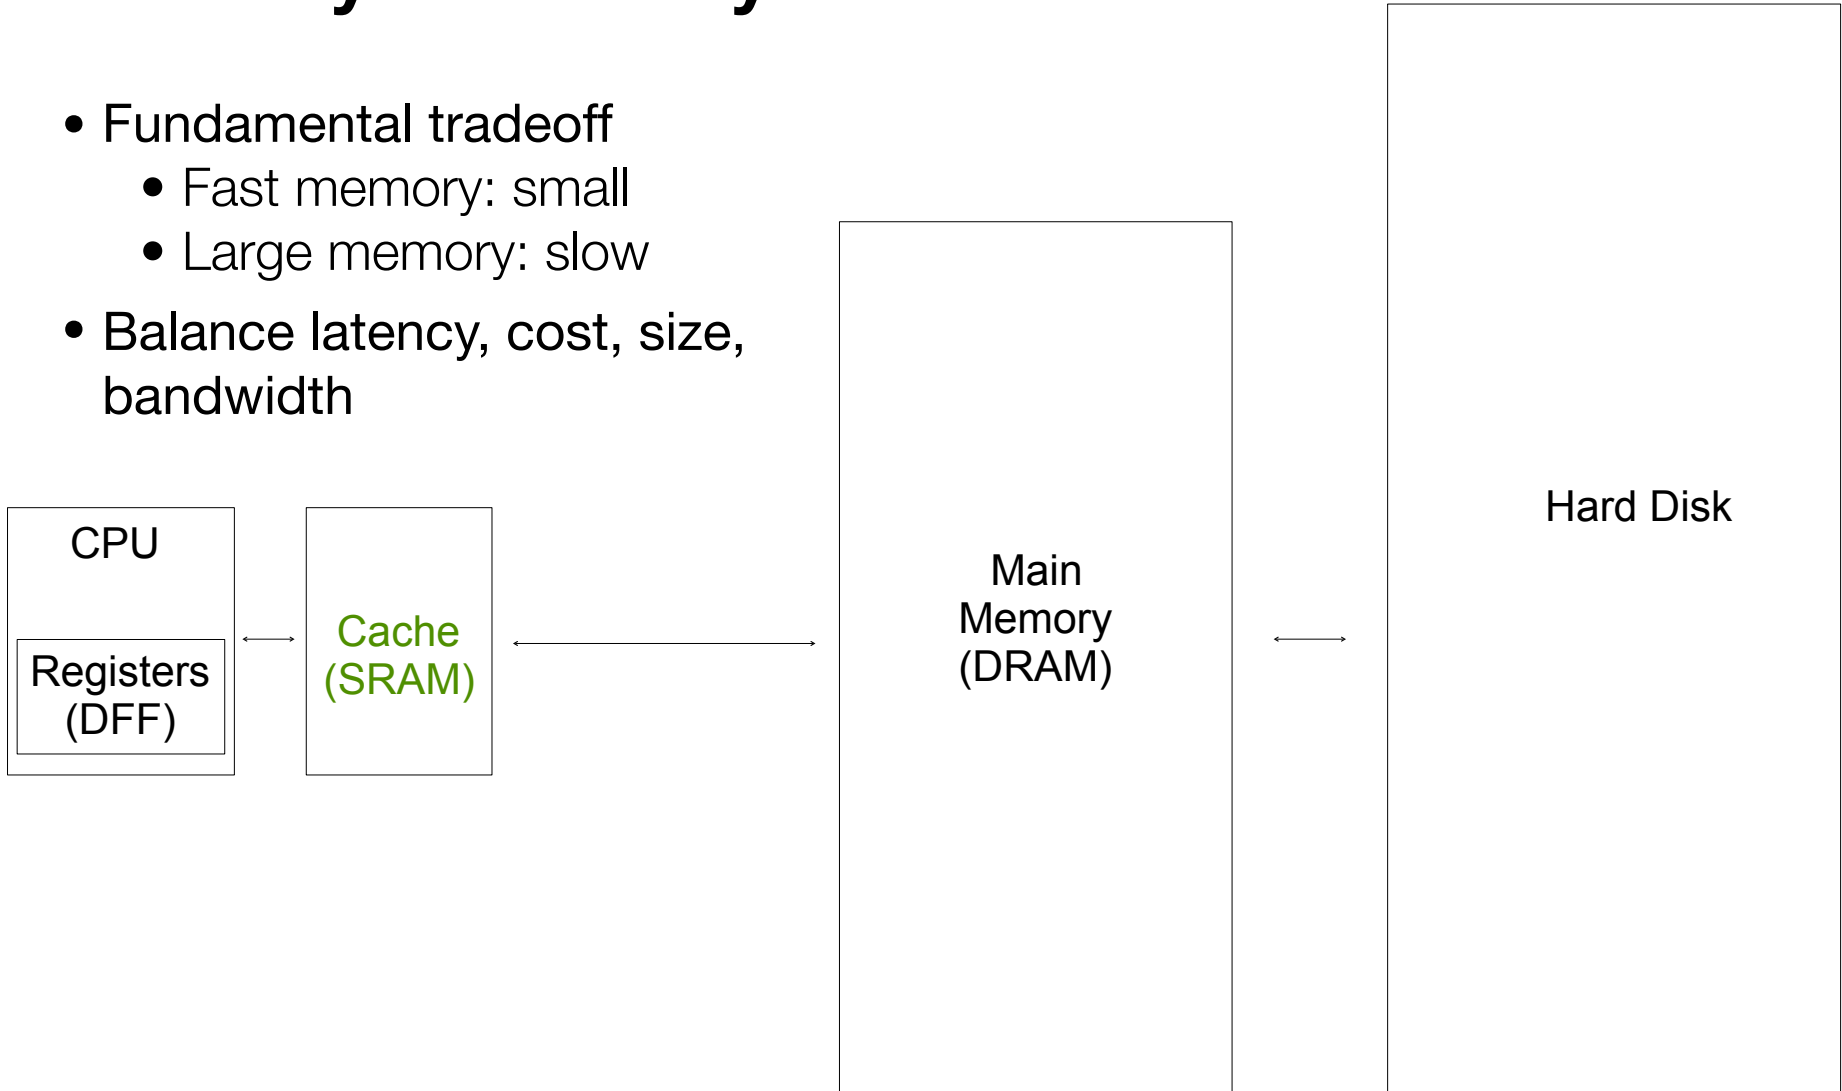 • Fundamental tradeoff
• Fast memory: small
• Large memory: slow
• Balance latency, cost, size,
bandwidth
CPU
Registers
(DFF)
Cache
(SRAM)
Main
Memory
(DRAM)
Hard Disk